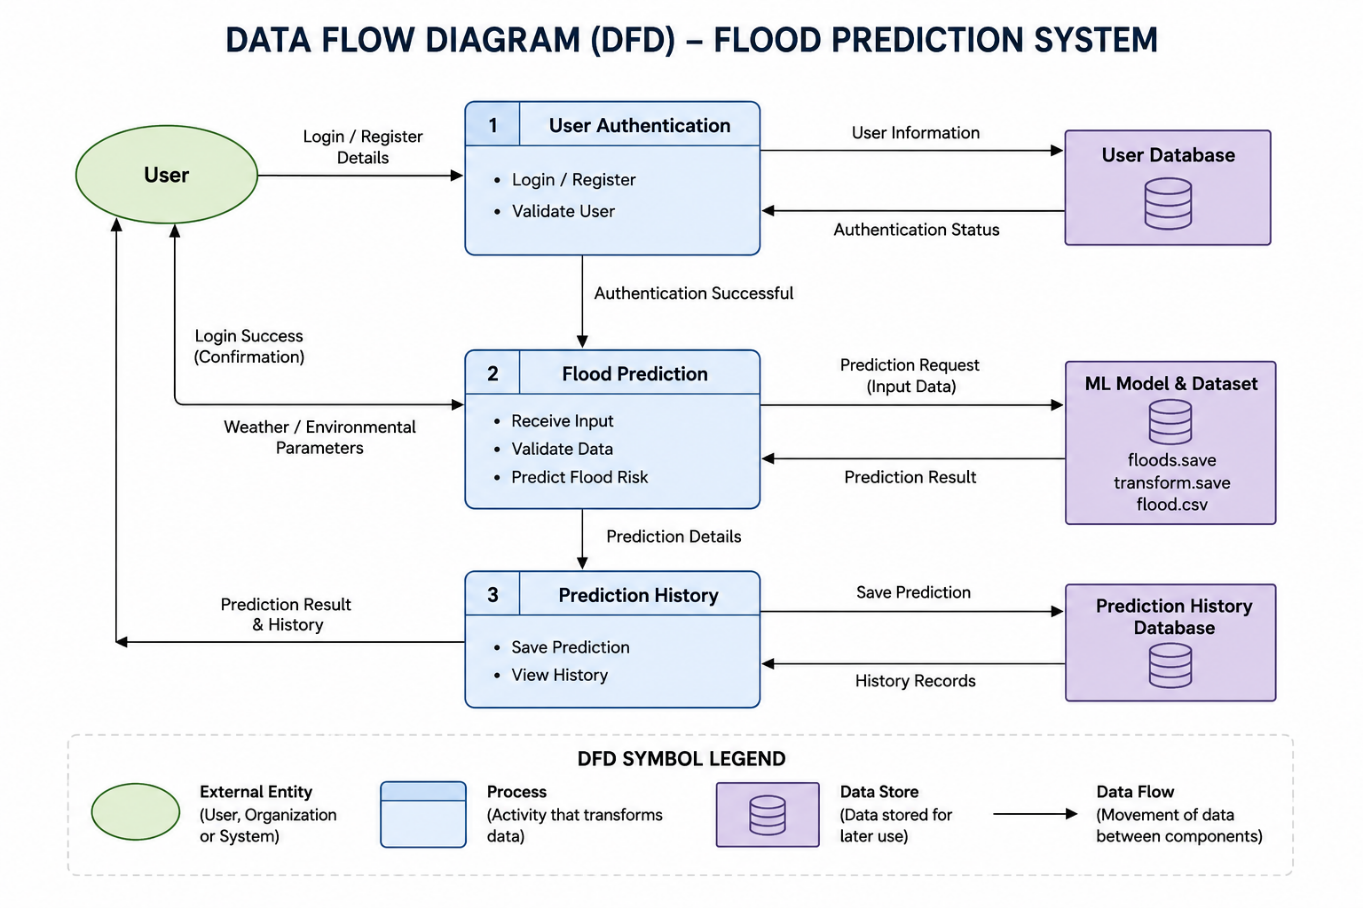 DATA FLOW DIAGRAM (DFD) – FLOOD PREDICTION SYSTEM
User
Login / Register
Details
1
User Authentication
• Login / Register
• Validate User
User Information
Authentication Status
User Database
Authentication Successful
Login Success
(Confirmation)
Weather / Environmental
Parameters
2
Flood Prediction
• Receive Input
• Validate Data
• Predict Flood Risk
Prediction Request
(Input Data)
Prediction Result
ML Model & Dataset
floods.save
transform.save
flood.csv
Prediction Details
Prediction Result
& History
3
Prediction History
• Save Prediction
• View History
Save Prediction
History Records
Prediction History
Database
DFD SYMBOL LEGEND
External Entity
(User, Organization
or System)
Process
(Activity that transforms
data)
Data Store
(Data stored for
later use)
Data Flow
(Movement of data
between components)